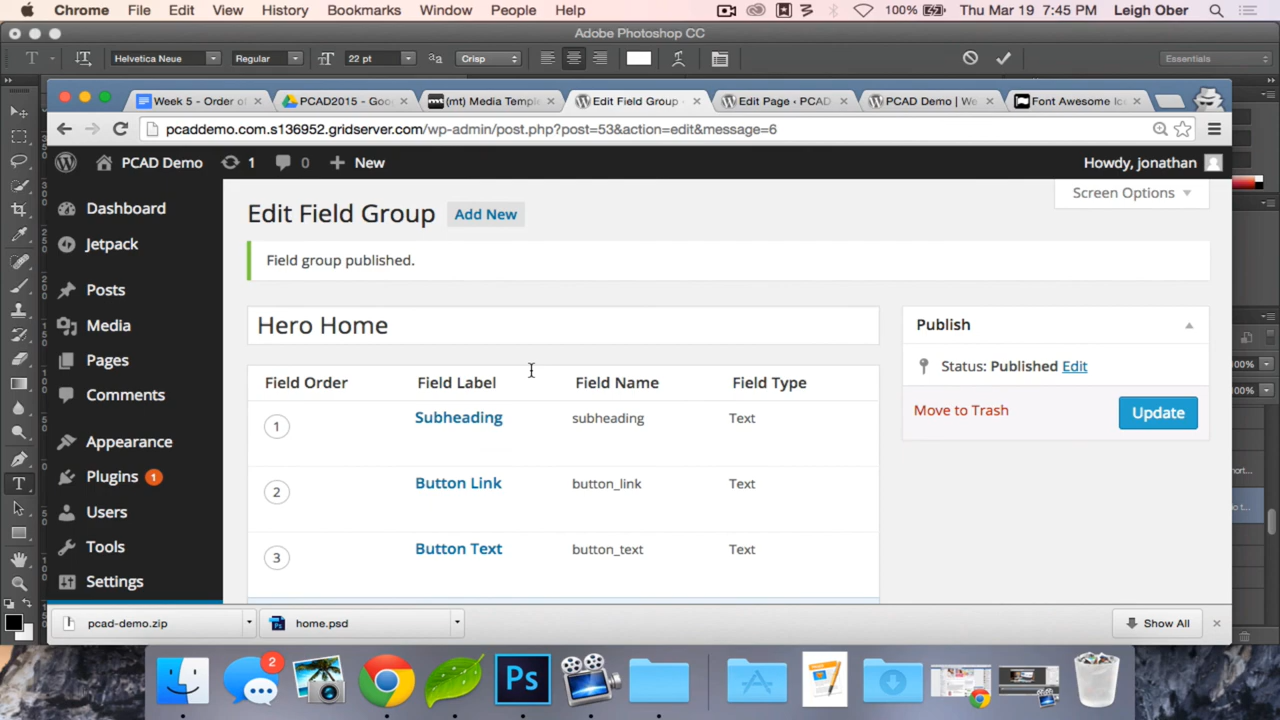 Chrome File Edit View History Bookmarks Window People Help 100% Thu Mar 19 7:45 PM Leigh Ober
Adobe Photoshop CC
Helvetica Neue Regular 22 pt Crisp Essentials
Week 5 - Order of PCAD2015 - Goo (mt) Media Temple Edit Field Group ‹ Edit Page ‹ PCAD PCAD Demo | We Font Awesome Ic
pcaddemo.com.s136952.gridserver.com/wp-admin/post.php?post=53&action=edit&message=6
PCAD Demo 1 0 + New Howdy, jonathan
Screen Options
Edit Field Group Add New
Field group published.
Dashboard
Jetpack
Posts
Media
Pages
Comments
Appearance
Plugins 1
Users
Tools
Settings
Hero Home
Field Order Field Label Field Name Field Type
1 Subheading subheading Text
2 Button Link button_link Text
3 Button Text button_text Text
Publish
Status: Published Edit
Move to Trash Update
pcad-demo.zip home.psd Show All
2
Ps